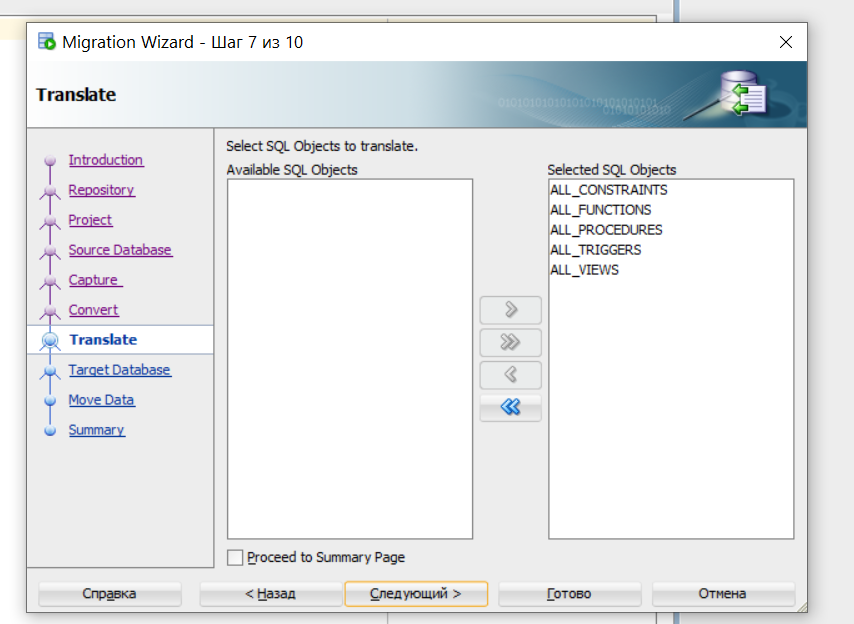 Migration Wizard - Шаг 7 из 10
Translate
Introduction
Repository
Project
Source Database
Capture
Convert
Translate
Target Database
Move Data
Summary
Select SQL Objects to translate.
Available SQL Objects
Selected SQL Objects
ALL_CONSTRAINTS
ALL_FUNCTIONS
ALL_PROCEDURES
ALL_TRIGGERS
ALL_VIEWS
Proceed to Summary Page
Справка
< Назад
Следующий >
Готово
Отмена